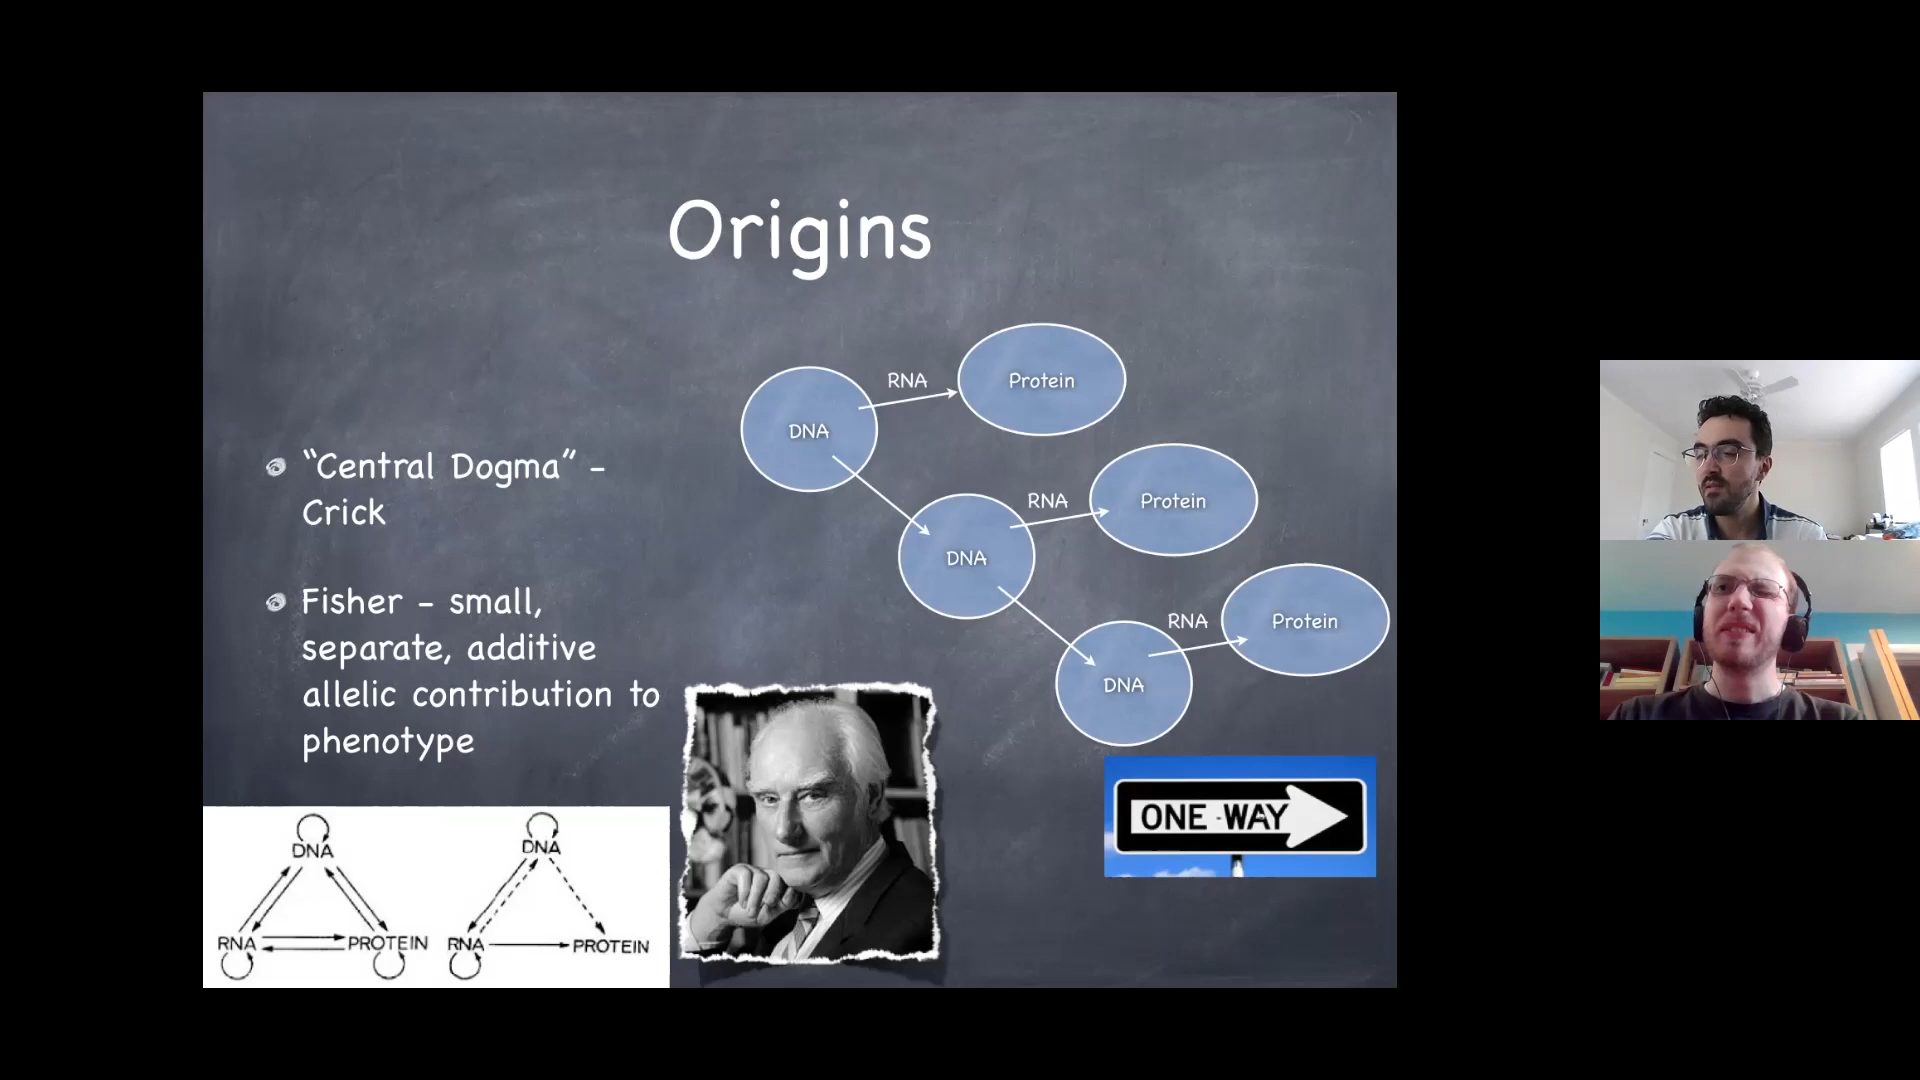 Origins
"Central Dogma" -
Crick
Fisher - small,
separate, additive
allelic contribution to
phenotype
DNA
RNA
Protein
DNA
RNA
Protein
DNA
RNA
Protein
ONE-WAY
DNA
RNA
PROTEIN
DNA
RNA
PROTEIN